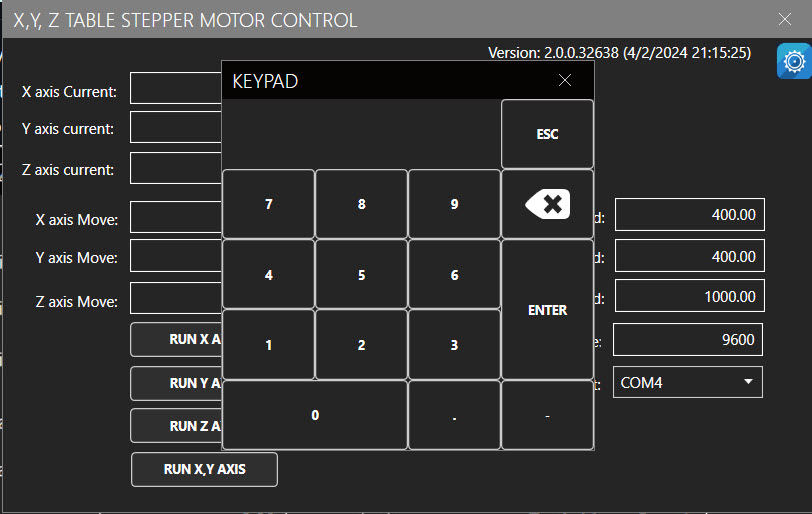 X,Y, Z TABLE STEPPER MOTOR CONTROL
Version: 2.0.0.32638 (4/2/2024 21:15:25)
KEYPAD
X axis Current:
ESC
Y axis current:
Z axis current:
7 8 9
X axis Move: d: 400.00
Y axis Move: d: 400.00
4 5 6
Z axis Move: d: 1000.00
ENTER
RUN X A e: 9600
1 2 3
RUN Y A t: COM4
0 . -
RUN Z A
RUN X,Y AXIS